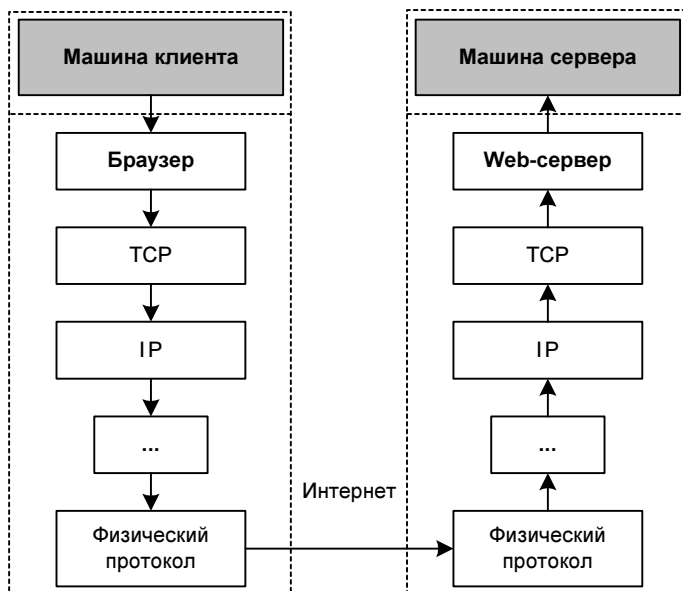 Машина клиента
Браузер
TCP
IP
...
Физический
протокол
Интернет
Машина сервера
Web-сервер
TCP
IP
...
Физический
протокол